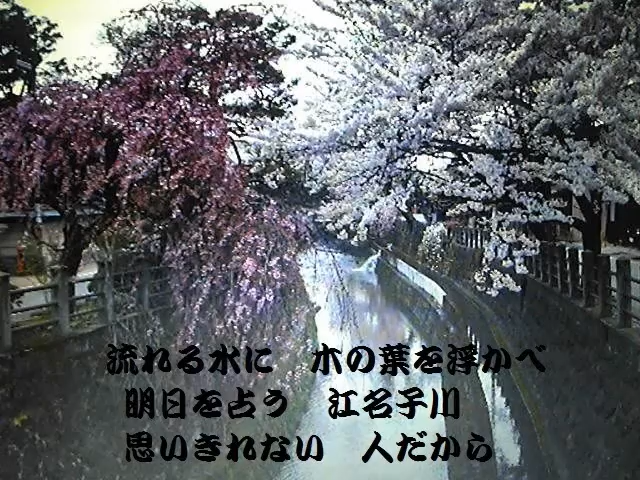 流れる水に　木の葉を浮かべ
明日を占う　江名子川
思いきれない　人だから